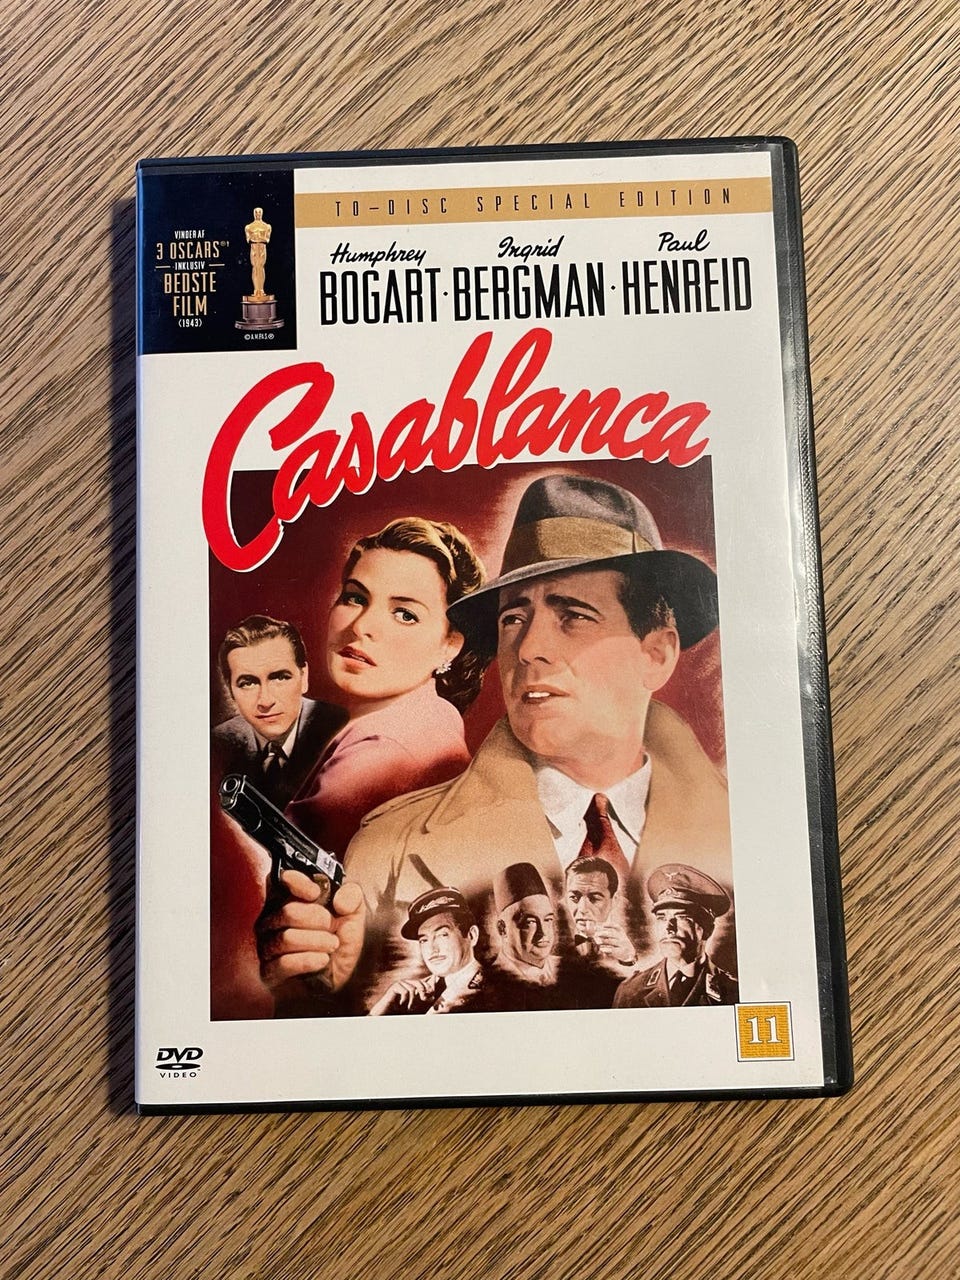 TO-DISC SPECIAL EDITION
VINDER AF
3 OSCARS®
INKLUSIV
BEDSTE
FILM
(1943)
©A.M.P.A.S.®
Humphrey Ingrid Paul
BOGART · BERGMAN · HENREID
Casablanca
11
DVD
VIDEO